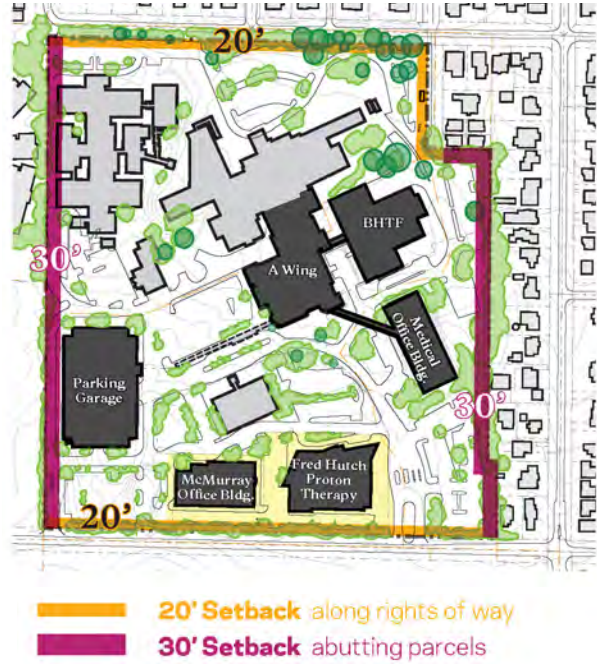 20'
BHTF
30'
A Wing
Medical
Office Bldg.
Parking
Garage
30'
McMurray
Office Bldg.
Fred Hutch
Proton
Therapy
20'
20' Setback along rights of way
30' Setback abutting parcels